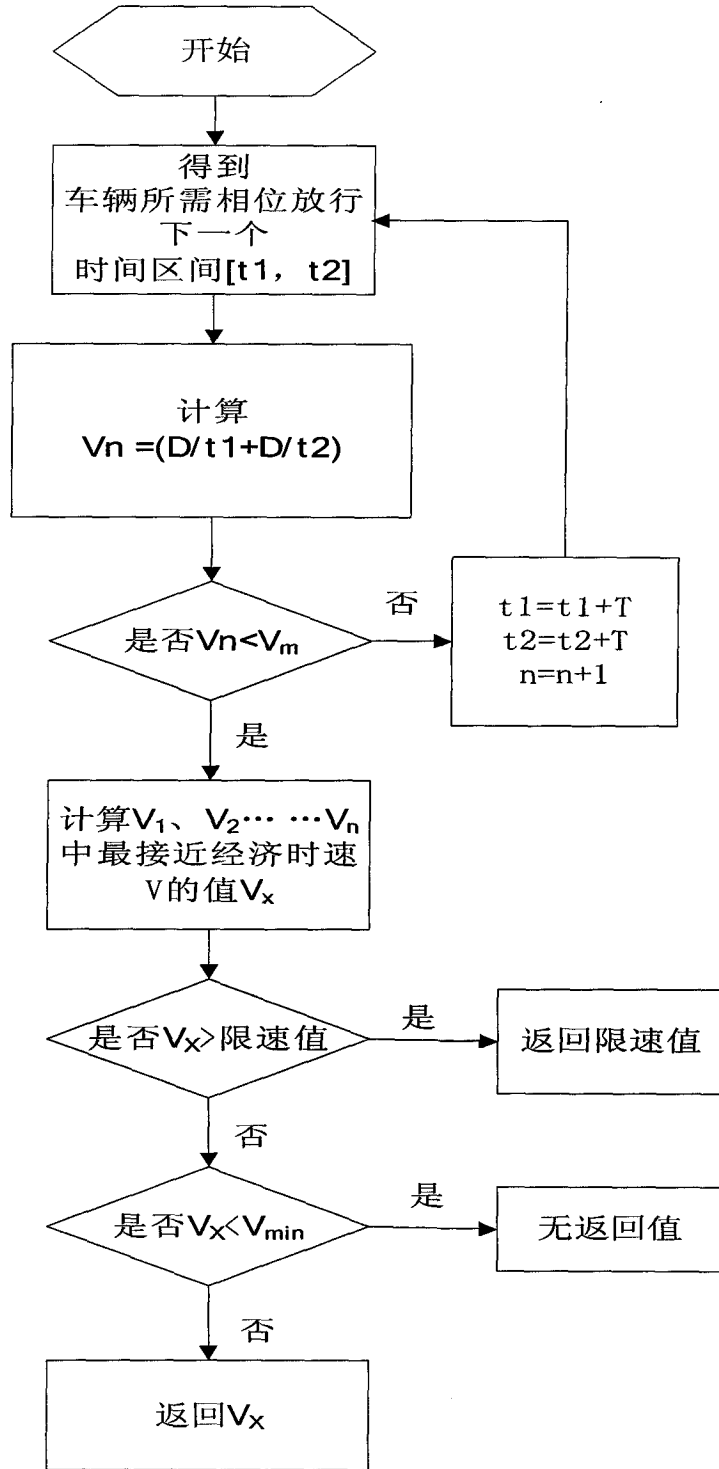 开始
得到
车辆所需相位放行
下一个
时间区间[t1, t2]
计算
Vn =(D/t1+D/t2)
是否Vn<Vm
否
t1=t1+T
t2=t2+T
n=n+1
是
计算V1、V2… …Vn
中最接近经济时速
V的值Vx
是否Vx>限速值
是
返回限速值
否
是否Vx<Vmin
是
无返回值
否
返回Vx